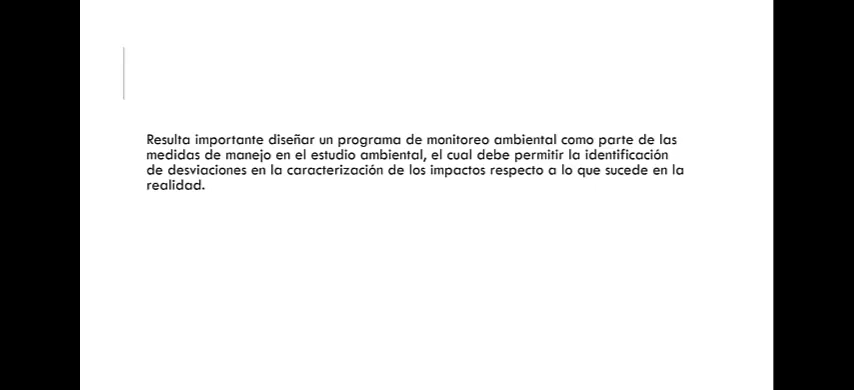 Resulta importante diseñar un programa de monitoreo ambiental como parte de las
medidas de manejo en el estudio ambiental, el cual debe permitir la identificación
de desviaciones en la caracterización de los impactos respecto a lo que sucede en la
realidad.